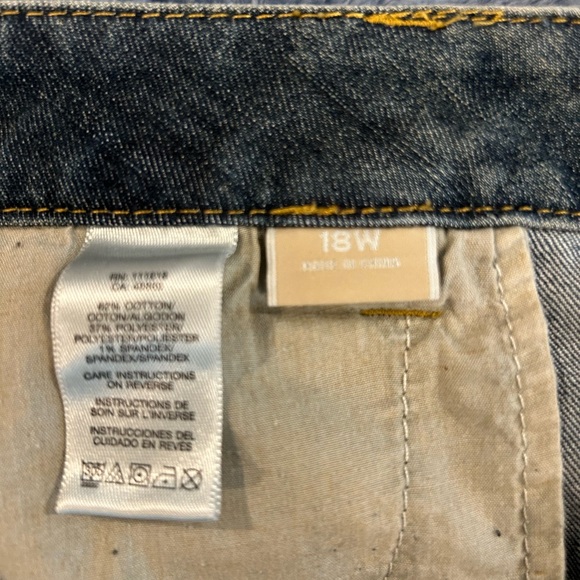 18W
62% COTTON/
COTON/ALGODON
37% POLYESTER/
POLYESTER/POLIESTER
1% SPANDEX/
SPANDEX/SPANDEX
CARE INSTRUCTIONS
ON REVERSE
INSTRUCTIONS DE
SOIN SUR L'INVERSE
INSTRUCCIONES DEL
CUIDADO EN REVES